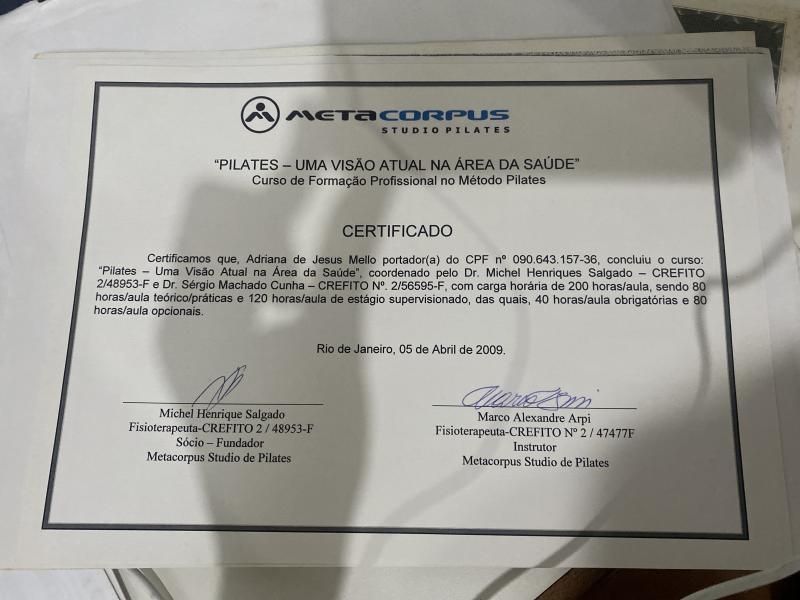 METACORPUS
STUDIO PILATES
“PILATES – UMA VISÃO ATUAL NA ÁREA DA SAÚDE”
Curso de Formação Profissional no Método Pilates
CERTIFICADO
Certificamos que, Adriana de Jesus Mello portador(a) do CPF nº 090.643.157-36, concluiu o curso:
“Pilates – Uma Visão Atual na Área da Saúde”, coordenado pelo Dr. Michel Henriques Salgado – CREFITO
2/48953-F e Dr. Sérgio Machado Cunha – CREFITO Nº. 2/56595-F, com carga horária de 200 horas/aula, sendo 80
horas/aula teórico/práticas e 120 horas/aula de estágio supervisionado, das quais, 40 horas/aula obrigatórias e 80
horas/aula opcionais.
Rio de Janeiro, 05 de Abril de 2009.
Michel Henrique Salgado
Fisioterapeuta-CREFITO 2 / 48953-F
Sócio – Fundador
Metacorpus Studio de Pilates
Marco Alexandre Arpi
Fisioterapeuta-CREFITO Nº 2 / 47477F
Instrutor
Metacorpus Studio de Pilates